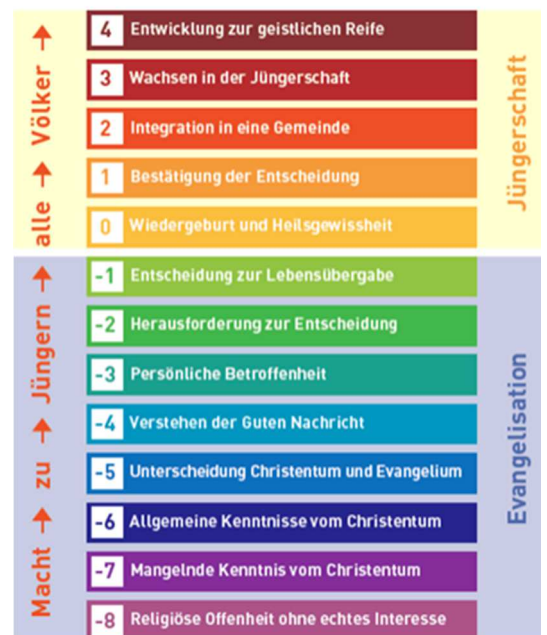 4 Entwicklung zur geistlichen Reife
3 Wachsen in der Jüngerschaft
2 Integration in eine Gemeinde
1 Bestätigung der Entscheidung
0 Wiedergeburt und Heilsgewissheit
-1 Entscheidung zur Lebensübergabe
-2 Herausforderung zur Entscheidung
-3 Persönliche Betroffenheit
-4 Verstehen der Guten Nachricht
-5 Unterscheidung Christentum und Evangelium
-6 Allgemeine Kenntnisse vom Christentum
-7 Mangelnde Kenntnis vom Christentum
-8 Religiöse Offenheit ohne echtes Interesse
Macht → zu → Jüngern → alle → Völker →
Jüngerschaft
Evangelisation